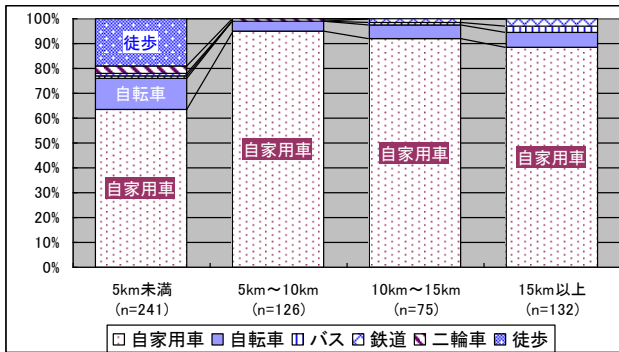 100%
90%
80%
70%
60%
50%
40%
30%
20%
10%
0%
徒歩
自転車
自家用車
自家用車
自家用車
自家用車
5km未満 5km～10km 10km～15km 15km以上
(n=241) (n=126) (n=75) (n=132)
自家用車 自転車 バス 鉄道 二輪車 徒歩